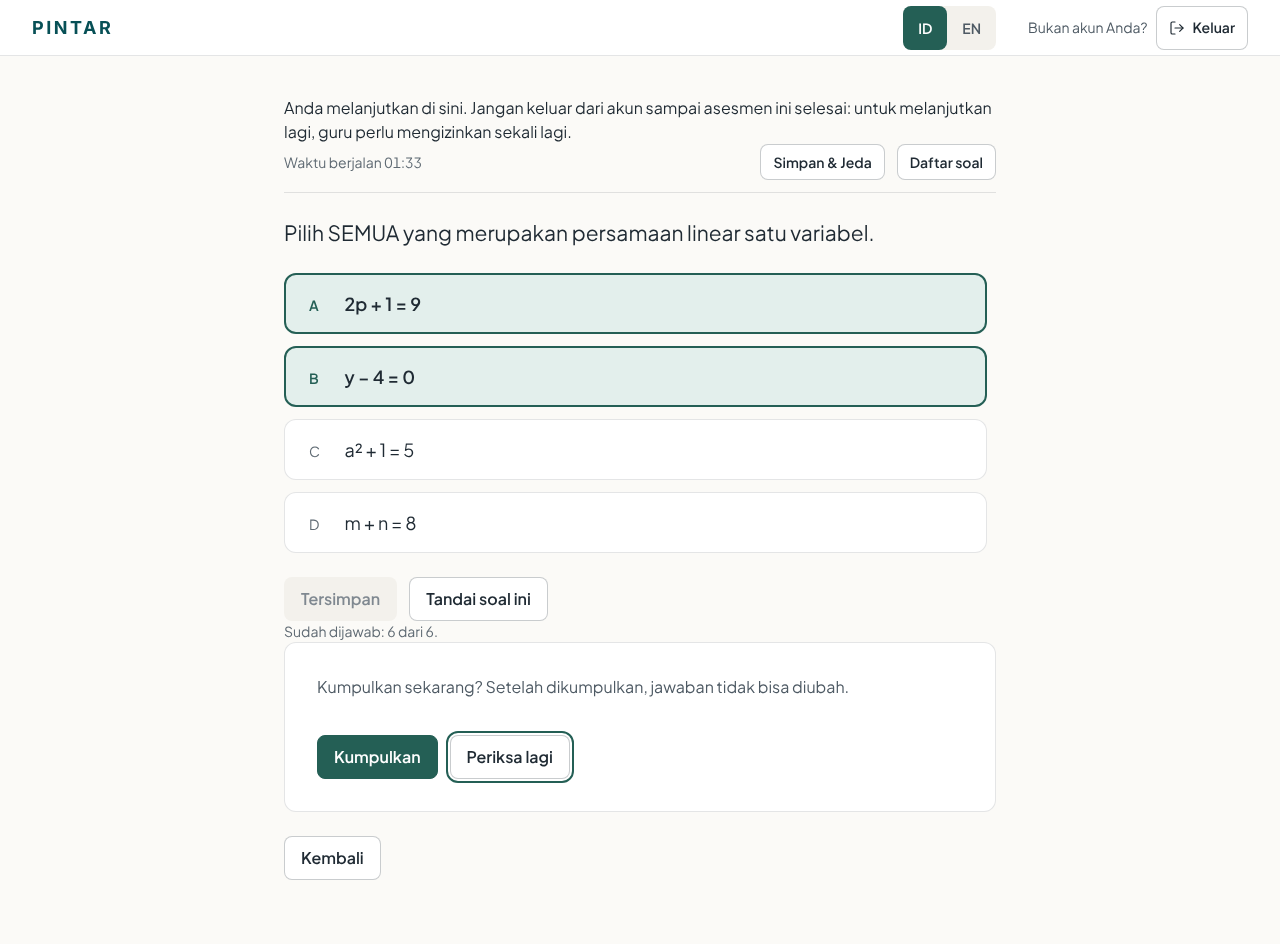 PINTAR
ID
EN
Bukan akun Anda?
Keluar
Anda melanjutkan di sini. Jangan keluar dari akun sampai asesmen ini selesai: untuk melanjutkan
lagi, guru perlu mengizinkan sekali lagi.
Waktu berjalan 01:33
Simpan & Jeda
Daftar soal
Pilih SEMUA yang merupakan persamaan linear satu variabel.
A 2p + 1 = 9
B y − 4 = 0
C a² + 1 = 5
D m + n = 8
Tersimpan
Tandai soal ini
Sudah dijawab: 6 dari 6.
Kumpulkan sekarang? Setelah dikumpulkan, jawaban tidak bisa diubah.
Kumpulkan
Periksa lagi
Kembali